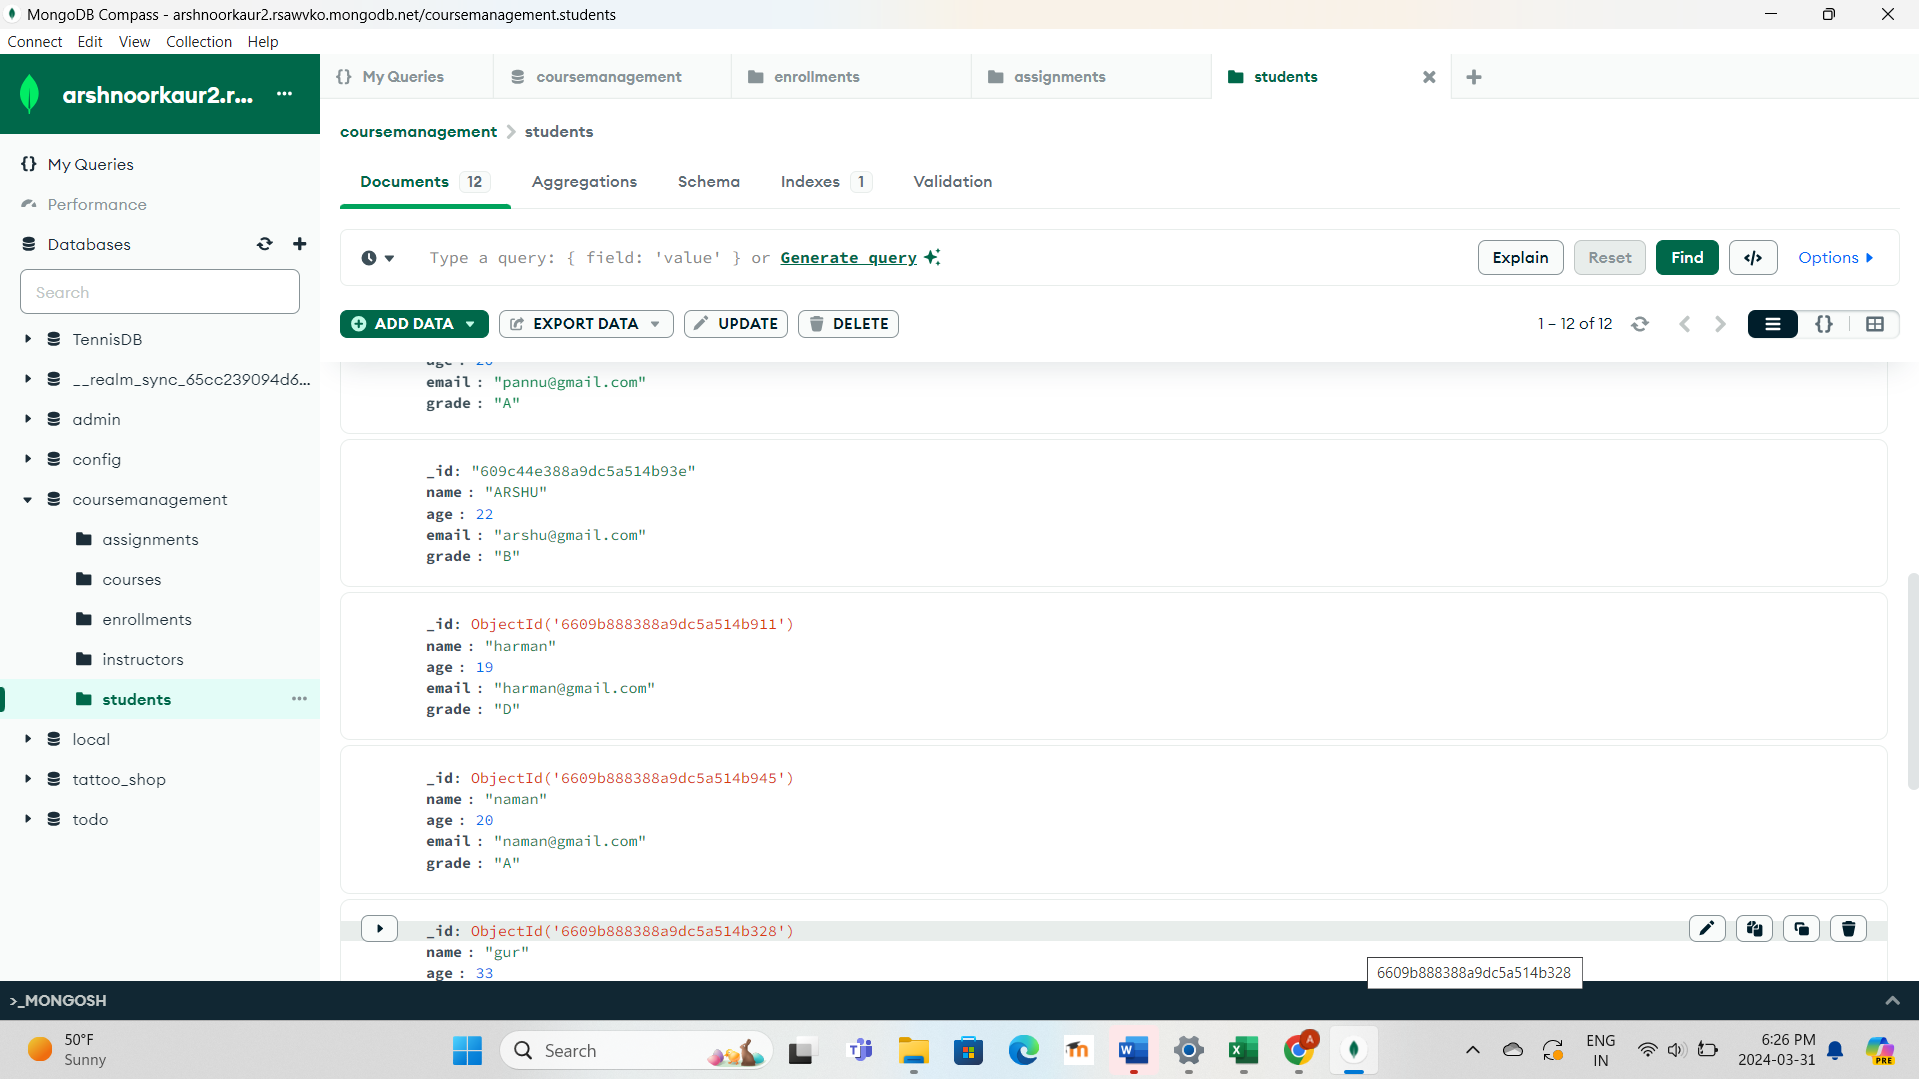 MongoDB Compass - arshnoorkaur2.rsawvko.mongodb.net/coursemanagement.students
Connect Edit View Collection Help
arshnoorkaur2.r... ...
{} My Queries
Performance
Databases
Search
TennisDB
__realm_sync_65cc239094d6...
admin
config
coursemanagement
assignments
courses
enrollments
instructors
students ...
local
tattoo_shop
todo
{} My Queries coursemanagement enrollments assignments students
coursemanagement > students
Documents 12 Aggregations Schema Indexes 1 Validation
Type a query: { field: 'value' } or Generate query
Explain Reset Find </> Options
ADD DATA EXPORT DATA UPDATE DELETE
1 – 12 of 12 {}
age : 20
email : "pannu@gmail.com"
grade : "A"
_id: "609c44e388a9dc5a514b93e"
name : "ARSHU"
age : 22
email : "arshu@gmail.com"
grade : "B"
_id: ObjectId('6609b888388a9dc5a514b911')
name : "harman"
age : 19
email : "harman@gmail.com"
grade : "D"
_id: ObjectId('6609b888388a9dc5a514b945')
name : "naman"
age : 20
email : "naman@gmail.com"
grade : "A"
_id: ObjectId('6609b888388a9dc5a514b328')
name : "gur"
age : 33
6609b888388a9dc5a514b328
>_MONGOSH
50°F
Sunny
Search
ENG
IN
6:26 PM
2024-03-31
PRE